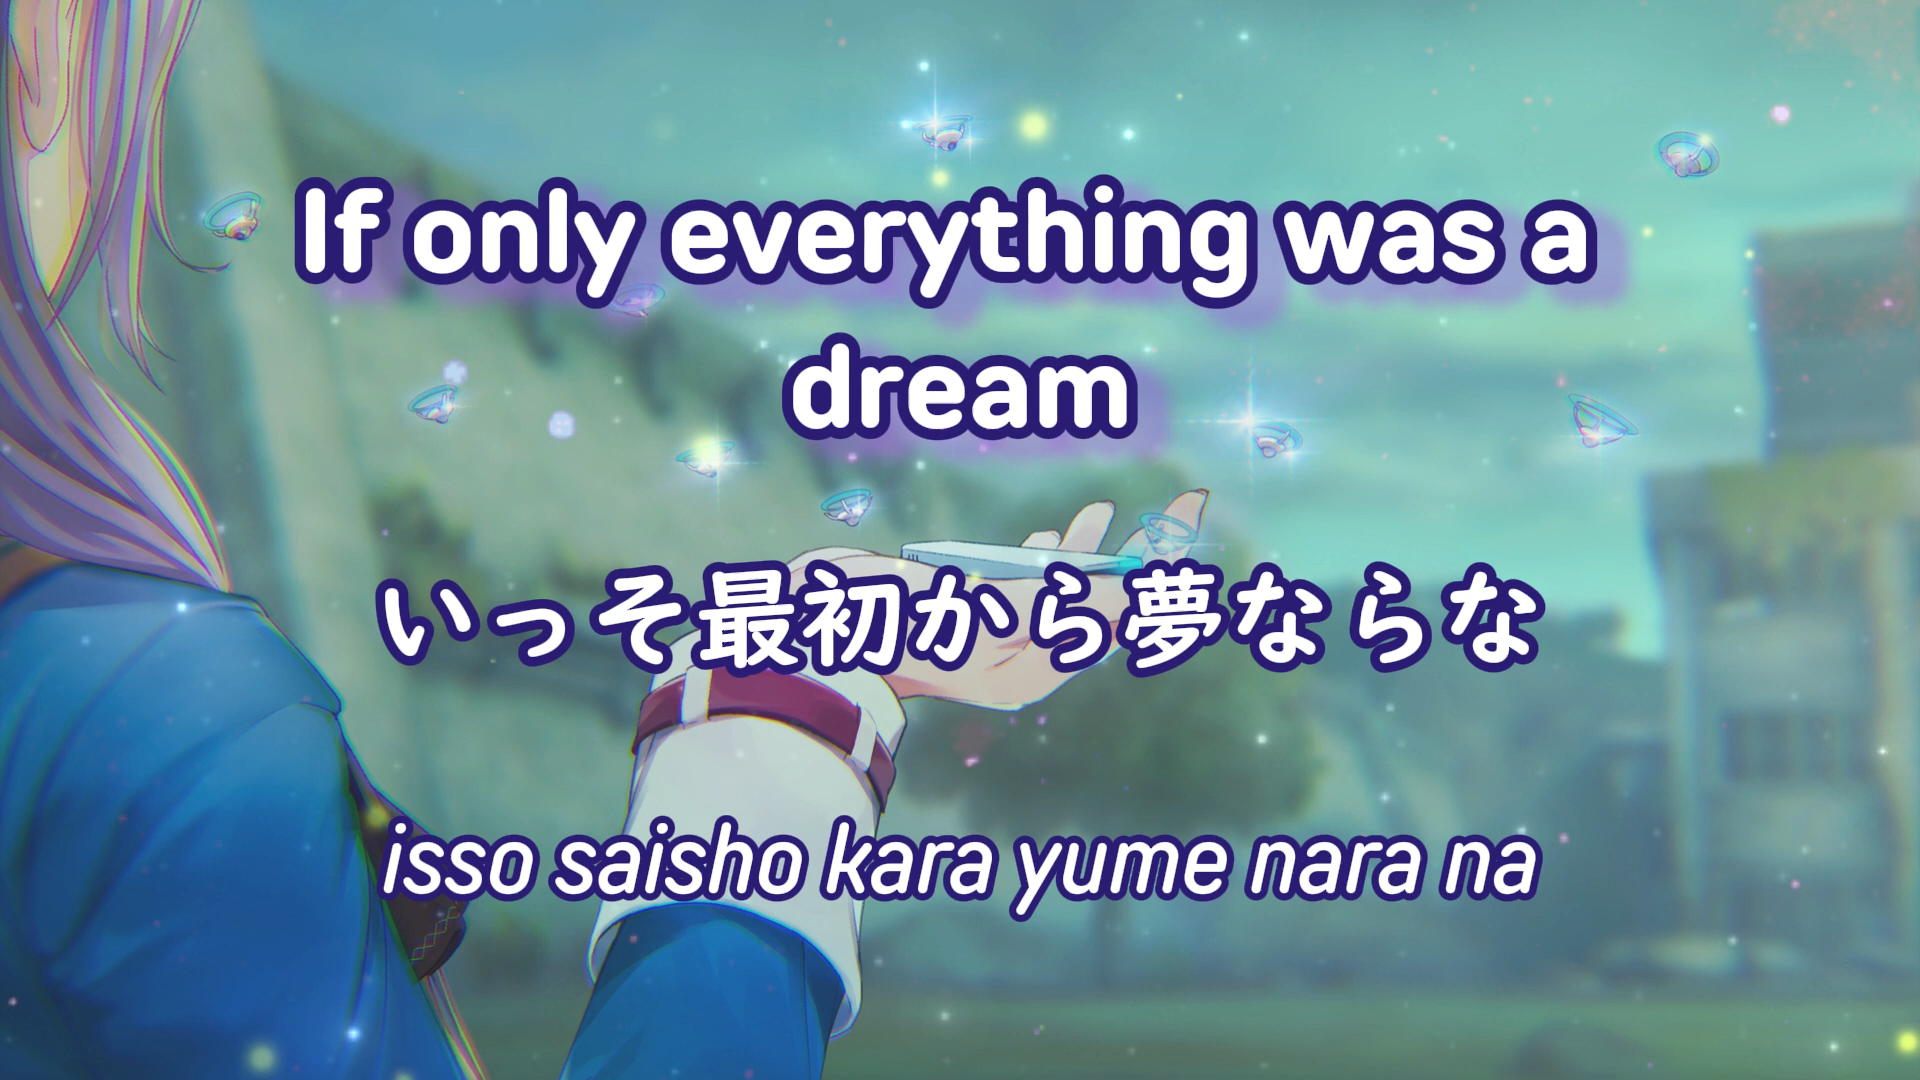 If only everything was a
dream
いっそ最初から夢ならな
isso saisho kara yume nara na